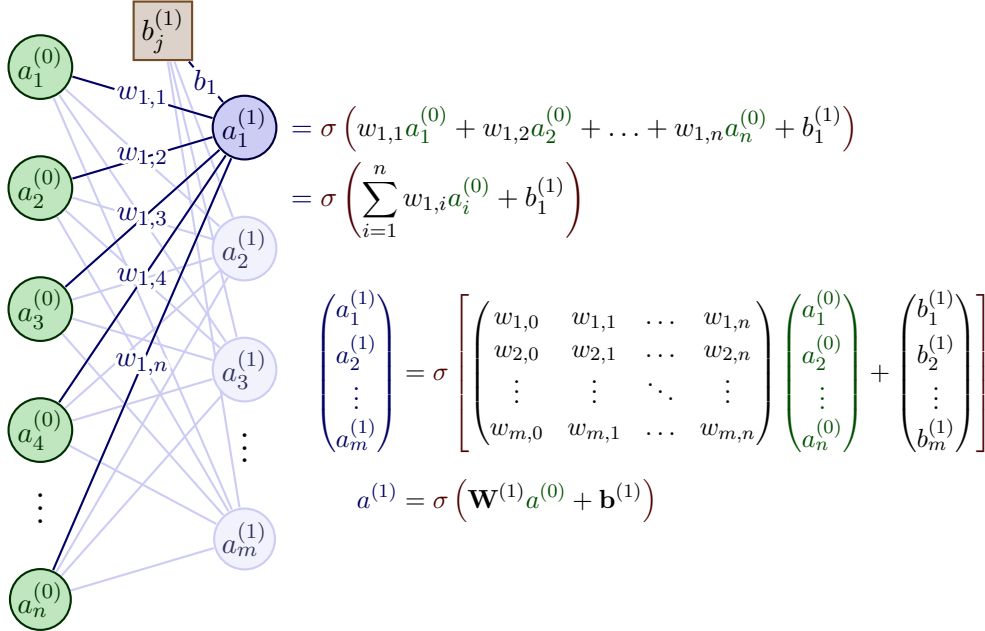 b_j^{(1)}
a_1^{(0)}
b_1
w_{1,1}
a_1^{(1)} = σ ( w_{1,1} a_1^{(0)} + w_{1,2} a_2^{(0)} + … + w_{1,n} a_n^{(0)} + b_1^{(1)} )
w_{1,2}
a_2^{(0)}
= σ ( ∑_{i=1}^{n} w_{1,i} a_i^{(0)} + b_1^{(1)} )
w_{1,3}
a_2^{(1)}
w_{1,4}
a_3^{(0)}
w_{1,n}
a_3^{(1)}
a_1^{(1)} w_{1,0} w_{1,1} … w_{1,n} a_1^{(0)} b_1^{(1)}
a_2^{(1)} = σ [ w_{2,0} w_{2,1} … w_{2,n} a_2^{(0)} + b_2^{(1)} ]
⋮ ⋮ ⋮ ⋱ ⋮ ⋮ ⋮
a_m^{(1)} w_{m,0} w_{m,1} … w_{m,n} a_n^{(0)} b_m^{(1)}
a_4^{(0)}
⋮
a^{(1)} = σ ( W^{(1)} a^{(0)} + b^{(1)} )
⋮
a_m^{(1)}
a_n^{(0)}